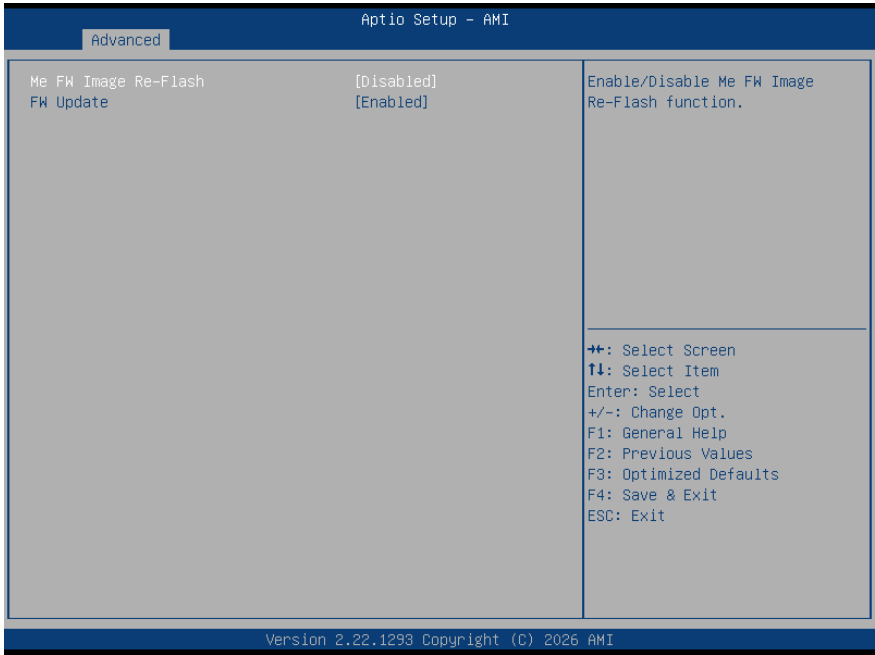 Aptio Setup – AMI
Advanced
Me FW Image Re-Flash [Disabled]
FW Update [Enabled]
Enable/Disable Me FW Image
Re-Flash function.
→←: Select Screen
↑↓: Select Item
Enter: Select
+/-: Change Opt.
F1: General Help
F2: Previous Values
F3: Optimized Defaults
F4: Save & Exit
ESC: Exit
Version 2.22.1293 Copyright (C) 2026 AMI